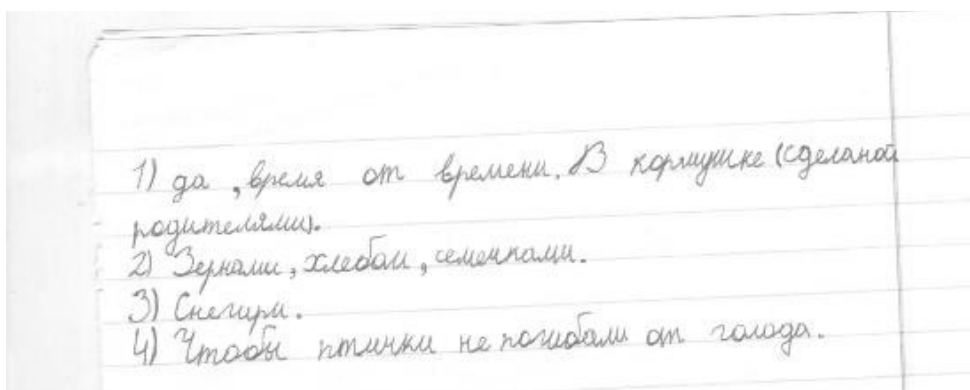 1) да, время от времени. В кормушке (сделаной
родителями).
2) Зернами, хлебом, семечками.
3) Снегири.
4) Чтобы птички не погибали от голода.